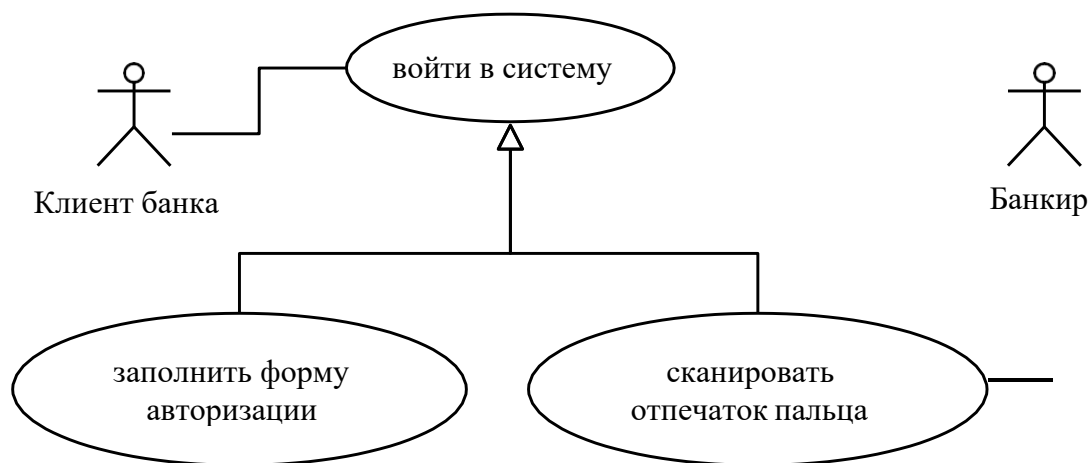 войти в систему
Клиент банка
Банкир
заполнить форму
авторизации
сканировать
отпечаток пальца